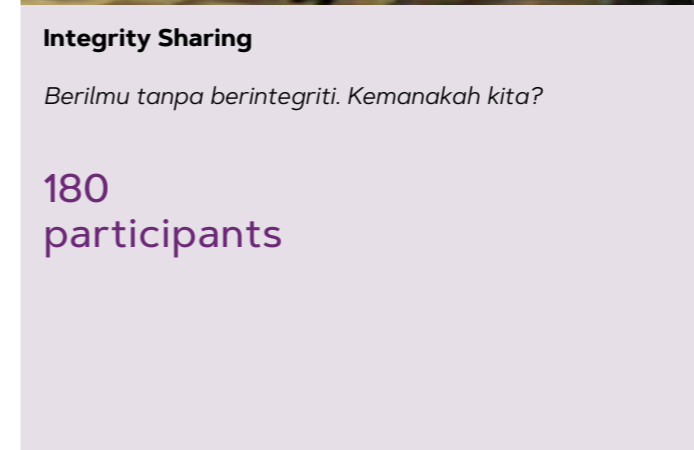 Integrity Sharing
Berilmu tanpa berintegriti. Kemanakah kita?
180
participants